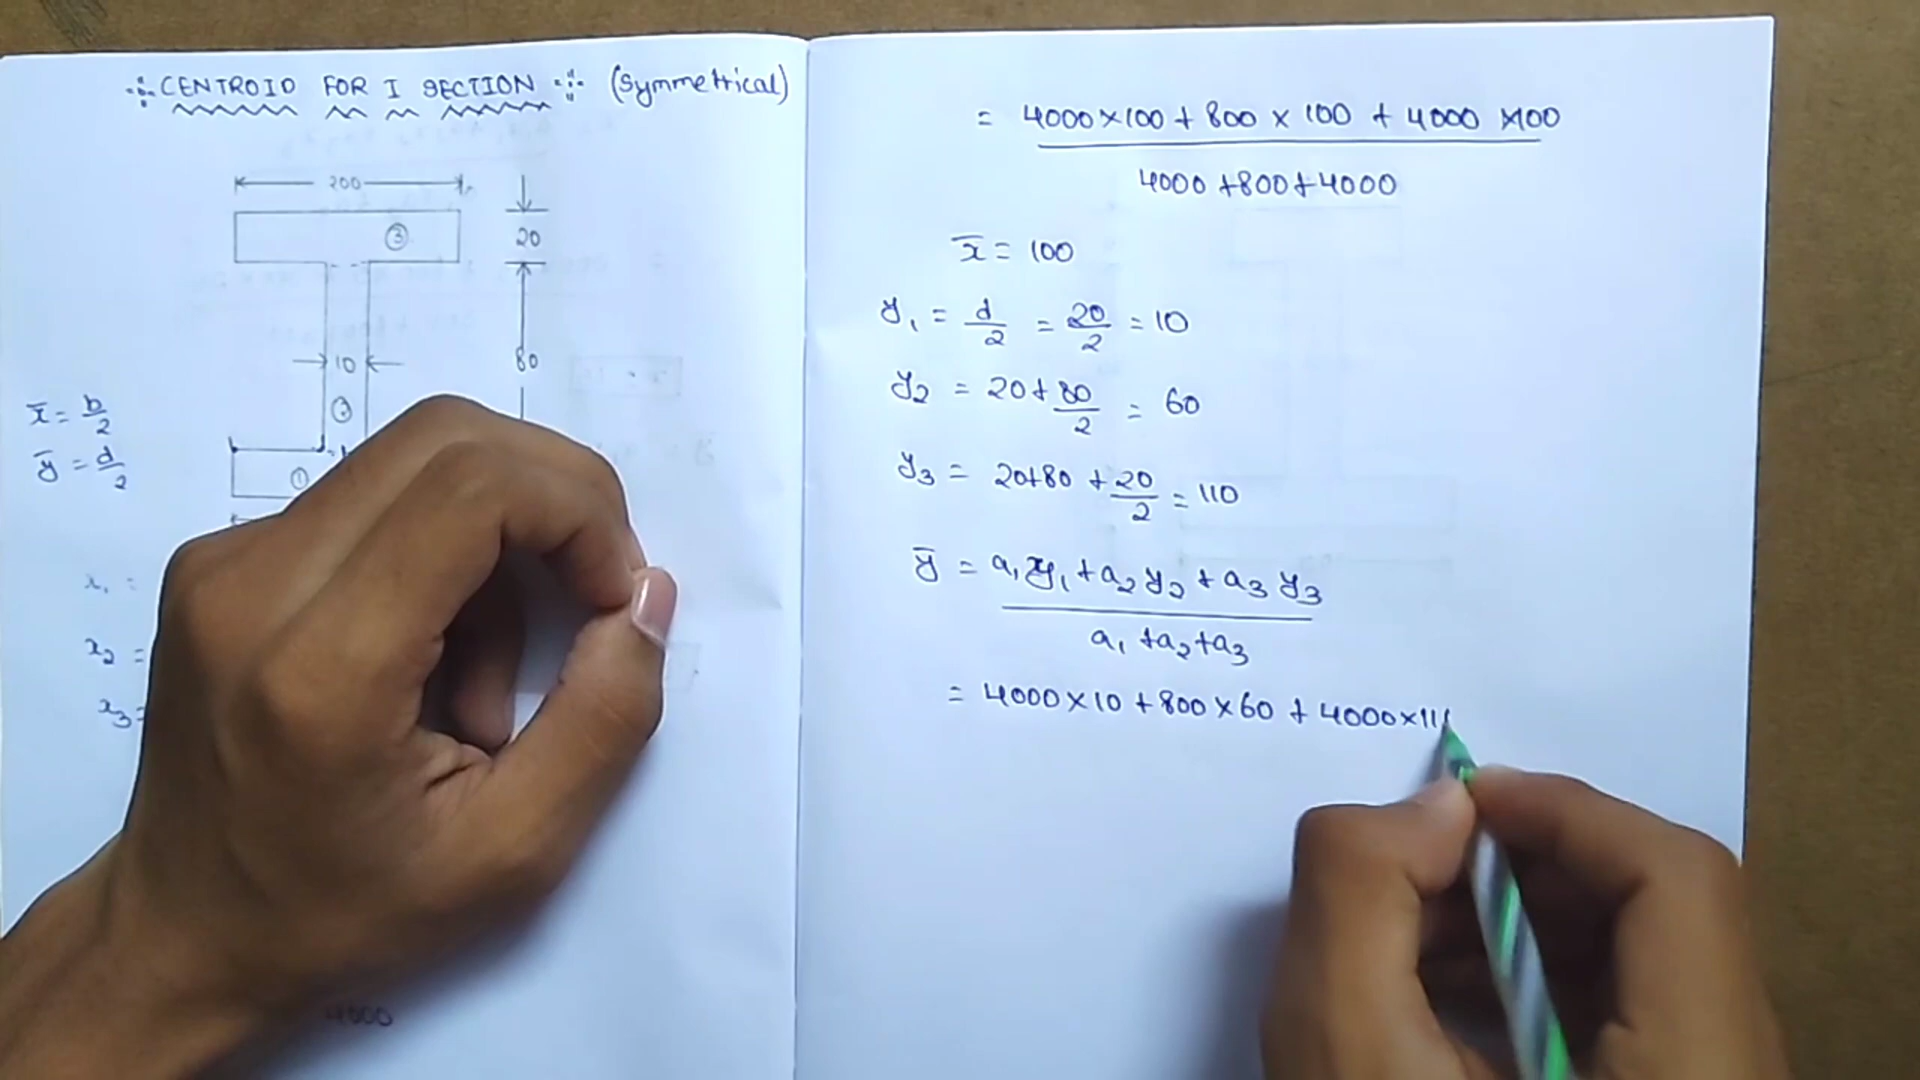 CENTROID FOR I SECTION (Symmetrical)
200
③
20
10
80
②
①
x̄ = b/2
ȳ = d/2
x₁ =
x₂ =
x₃ =
4000
= 4000×100 + 800 × 100 + 4000 ×100
4000 +800+4000
x̄ = 100
y₁ = d/2 = 20/2 = 10
y₂ = 20+80/2 = 60
y₃ = 20+80 +20/2 = 110
ȳ = a₁y₁ +a₂y₂ +a₃y₃
a₁ +a₂+a₃
= 4000×10 +800×60 + 4000×11